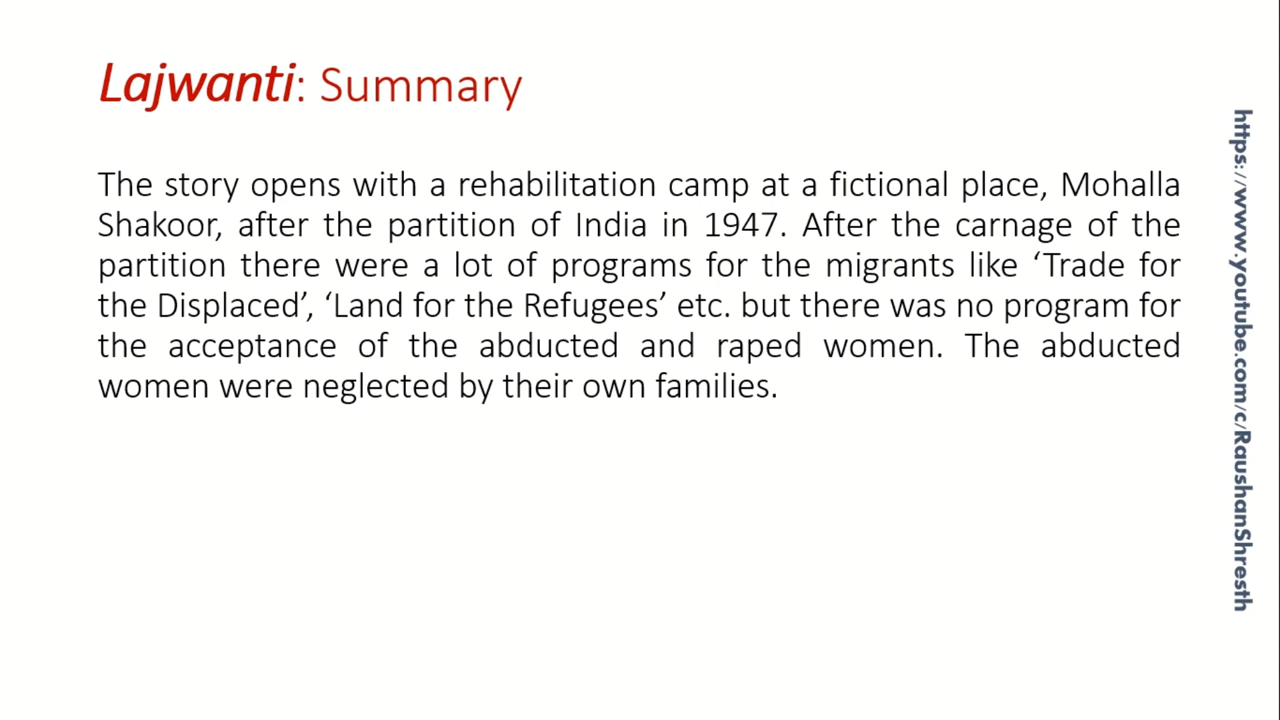 Lajwanti: Summary
The story opens with a rehabilitation camp at a fictional place, Mohalla
Shakoor, after the partition of India in 1947. After the carnage of the
partition there were a lot of programs for the migrants like ‘Trade for
the Displaced’, ‘Land for the Refugees’ etc. but there was no program for
the acceptance of the abducted and raped women. The abducted
women were neglected by their own families.
https://www.youtube.com/c/RaushanShresth